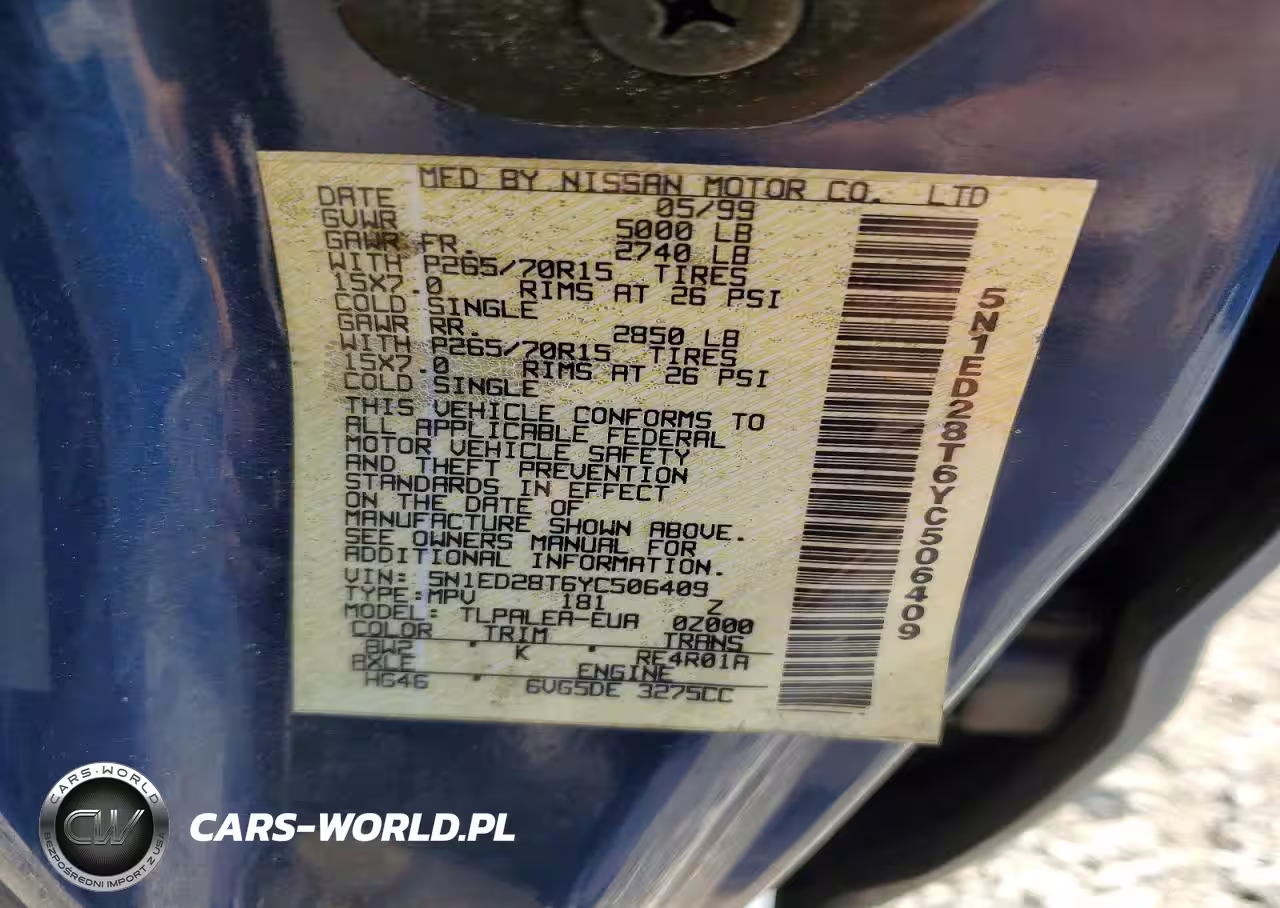 MFD BY NISSAN MOTOR CO. LTD
DATE 05/99
GVWR 5000 LB
GAWR FR. 2740 LB
WITH P265/70R15 TIRES
15X7.0 RIMS AT 26 PSI
COLD SINGLE
GAWR RR. 2850 LB
WITH P265/70R15 TIRES
15X7.0 RIMS AT 26 PSI
COLD SINGLE
THIS VEHICLE CONFORMS TO
ALL APPLICABLE FEDERAL
MOTOR VEHICLE SAFETY
AND THEFT PREVENTION
STANDARDS IN EFFECT
ON THE DATE OF
MANUFACTURE SHOWN ABOVE.
SEE OWNERS MANUAL FOR
ADDITIONAL INFORMATION.
VIN: 5N1ED28T6YC506409
TYPE:MPV 181 Z
MODEL: TLPALEA-EUA 0Z000
COLOR TRIM TRANS
8W2 K RE4R01A
AXLE ENGINE
HG46 6VG5DE 3275CC
5N1ED28T6YC506409
CARS-WORLD
CW
BEZPOŚREDNI IMPORT Z USA
CARS-WORLD.PL